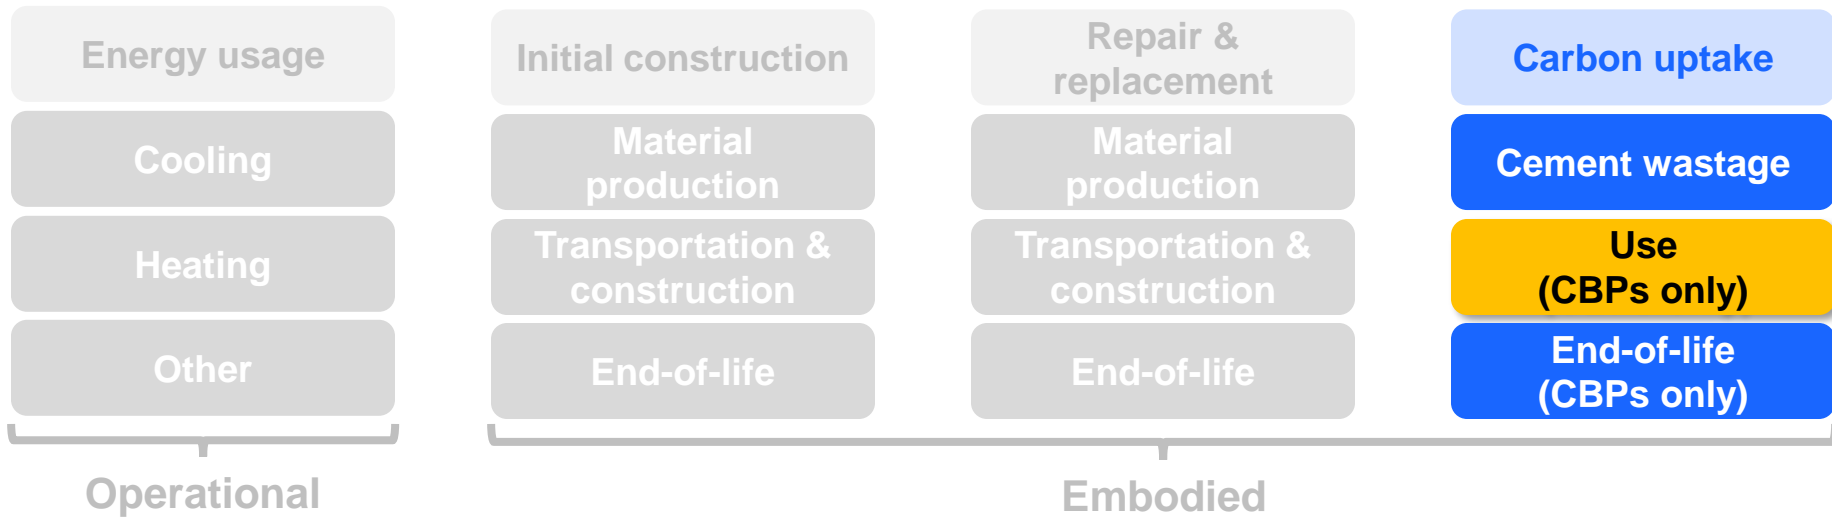 Energy usage
Cooling
Heating
Other
Operational
Initial construction
Material
production
Transportation &
construction
End-of-life
Repair &
replacement
Material
production
Transportation &
construction
End-of-life
Carbon uptake
Cement wastage
Use
(CBPs only)
End-of-life
(CBPs only)
Embodied